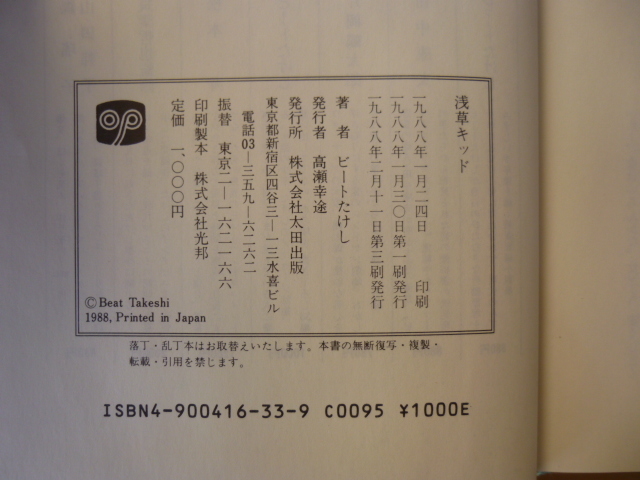 浅草キッド
一九八八年一月二四日　印刷
一九八八年一月三〇日第一刷発行
一九八八年二月十一日第三刷発行
著者　ビートたけし
発行者　高瀬幸途
発行所　株式会社太田出版
東京都新宿区四谷三―一三水喜ビル
電話03―三五九―六二六二
振替　東京二―一六二一六六
印刷製本　株式会社光邦
定価　一、〇〇〇円
©Beat Takeshi
1988, Printed in Japan
落丁・乱丁本はお取替えいたします。本書の無断復写・複製・
転載・引用を禁じます。
ISBN4-900416-33-9 C0095 ¥1000E